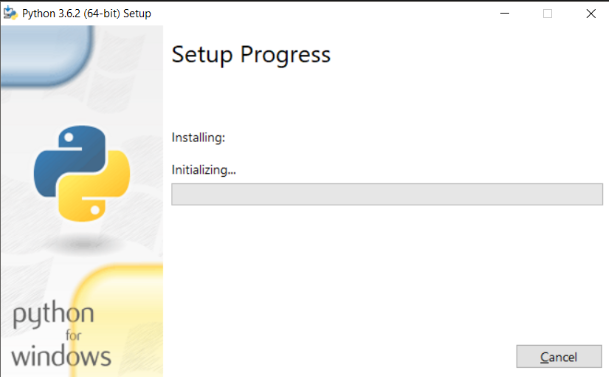 Python 3.6.2 (64-bit) Setup
Setup Progress
Installing:
Initializing...
python
for
windows
Cancel